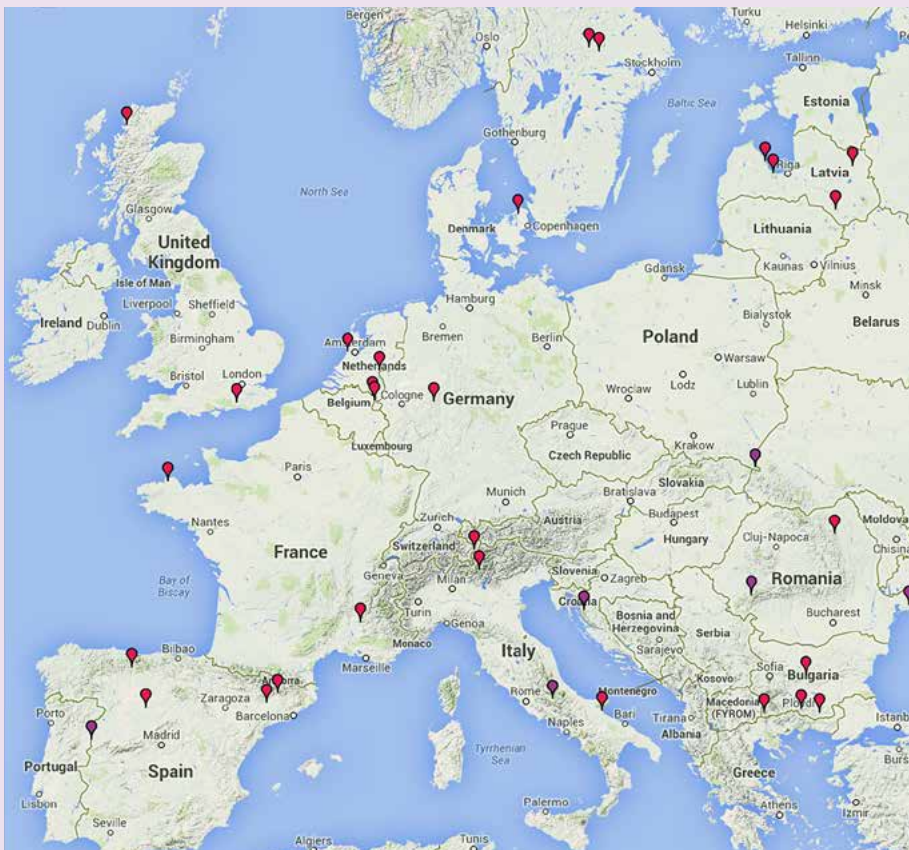 Bergen
Oslo
Turku
Helsinki
Stockholm
Tallinn
Estonia
Baltic Sea
Gothenburg
Riga
Latvia
North Sea
Glasgow
Denmark
Copenhagen
Lithuania
United
Kingdom
Kaunas
Vilnius
Isle of Man
Gdańsk
Minsk
Liverpool
Sheffield
Hamburg
Bialystok
Ireland
Dublin
Bremen
Belarus
Birmingham
Amsterdam
Berlin
Poland
Netherlands
Warsaw
Bristol
London
Lodz
Lublin
Cologne
Germany
Wroclaw
Belgium
Prague
Krakow
Luxembourg
Czech Republic
Paris
Slovakia
Munich
Bratislava
Nantes
Zurich
Austria
Budapest
Moldova
France
Switzerland
Hungary
Cluj-Napoca
Geneva
Slovenia
Bay of
Biscay
Milan
Zagreb
Romania
Turin
Croatia
Bosnia and
Herzegovina
Bucharest
Genoa
Serbia
Monaco
Sarajevo
Bilbao
Marseille
Italy
Sofia
Andorra
Kosovo
Bulgaria
Zaragoza
Rome
Montenegro
Porto
Barcelona
Macedonia
(FYROM)
Naples
Bari
Tirana
Madrid
Albania
Tyrrhenian
Sea
Portugal
Spain
Greece
Lisbon
Palermo
Athens
Izmir
Seville
Algiers
Tunis